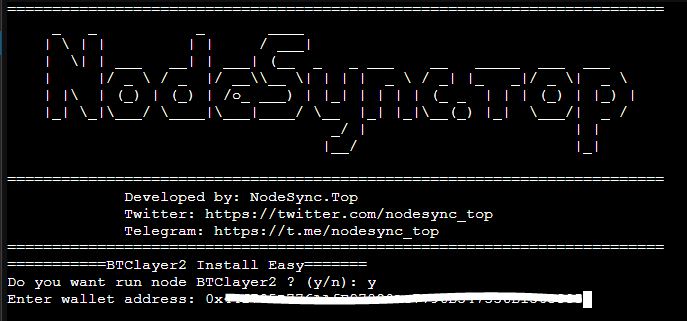 NodeSync.top
Developed by: NodeSync.Top
Twitter: https://twitter.com/nodesync_top
Telegram: https://t.me/nodesync_top
===========BTClayer2 Install Easy=======
Do you want run node BTClayer2 ? (y/n): y
Enter wallet address: 0x